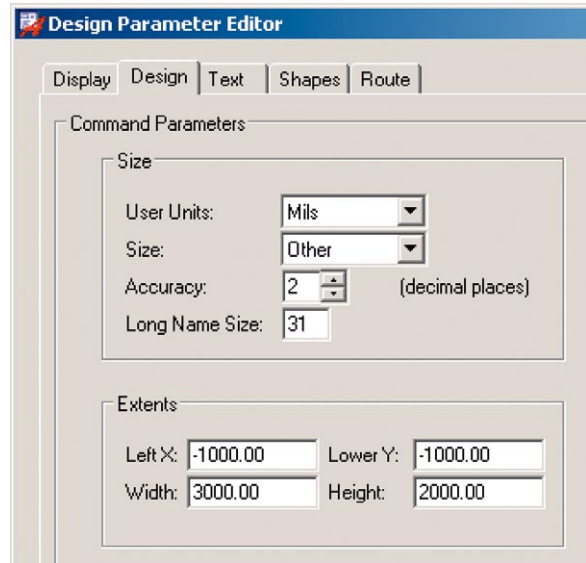 Design Parameter Editor
Display Design Text Shapes Route
Command Parameters
Size
User Units: Mils
Size: Other
Accuracy: 2 (decimal places)
Long Name Size: 31
Extents
Left X: -1000.00 Lower Y: -1000.00
Width: 3000.00 Height: 2000.00